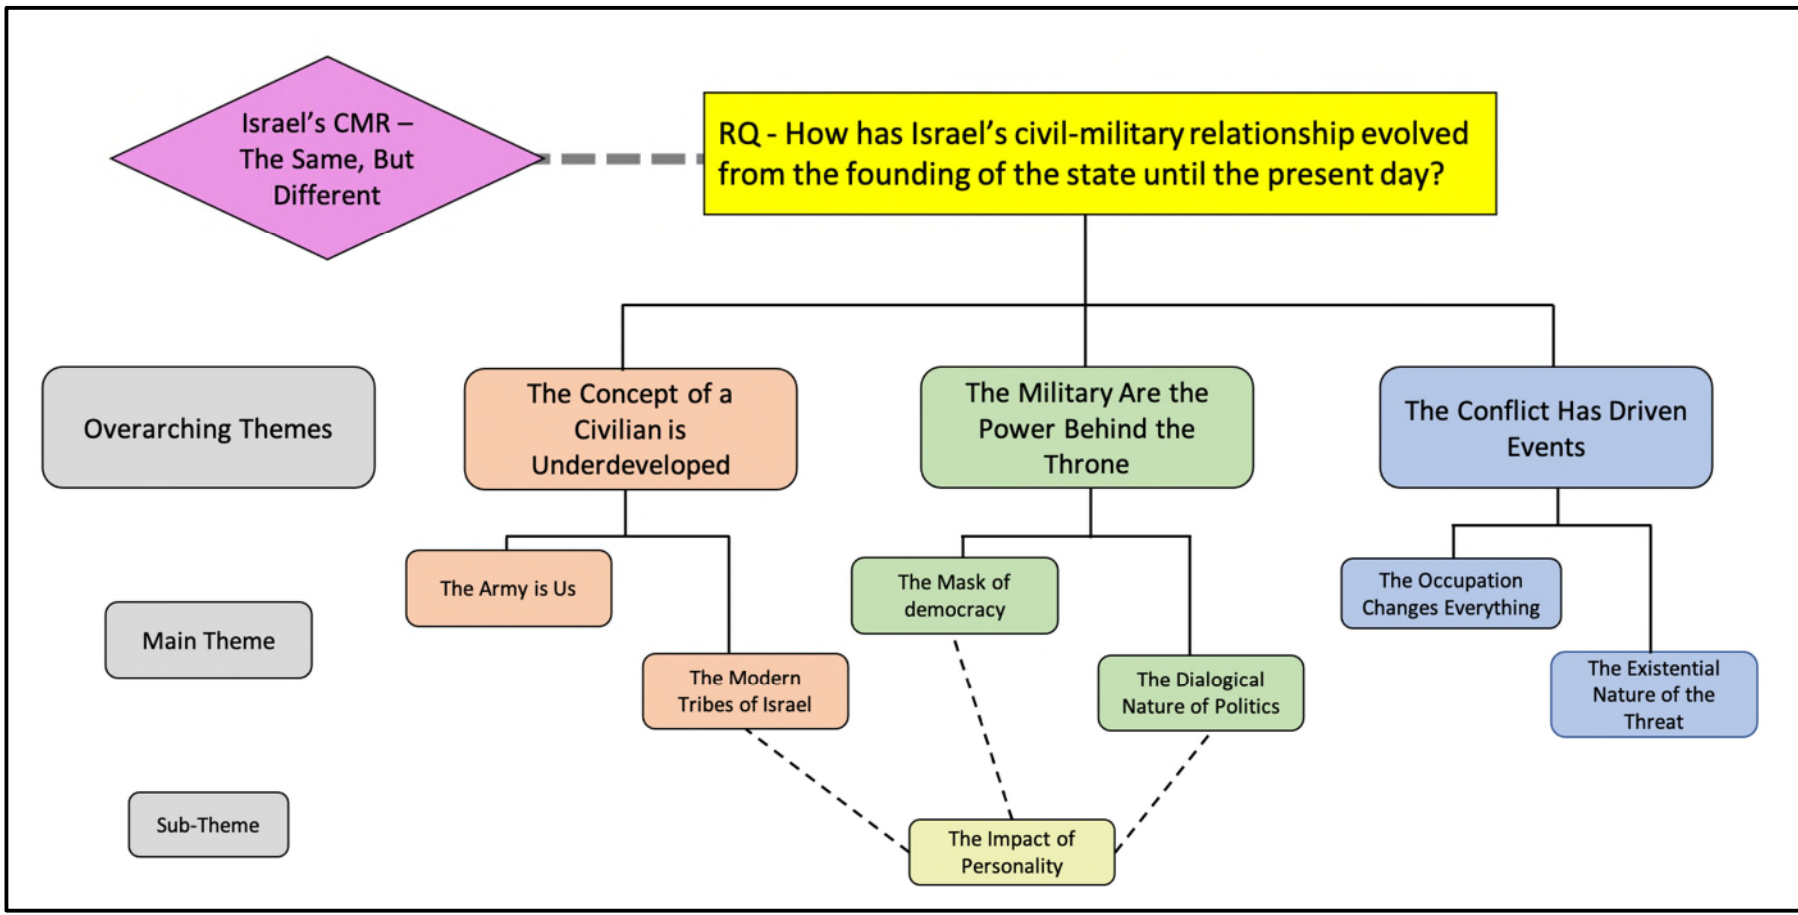 Israel’s CMR –
The Same, But
Different
RQ - How has Israel’s civil-military relationship evolved
from the founding of the state until the present day?
Overarching Themes
The Concept of a
Civilian is
Underdeveloped
The Military Are the
Power Behind the
Throne
The Conflict Has Driven
Events
Main Theme
The Army is Us
The Modern
Tribes of Israel
The Mask of
democracy
The Dialogical
Nature of Politics
The Occupation
Changes Everything
The Existential
Nature of the
Threat
Sub-Theme
The Impact of
Personality